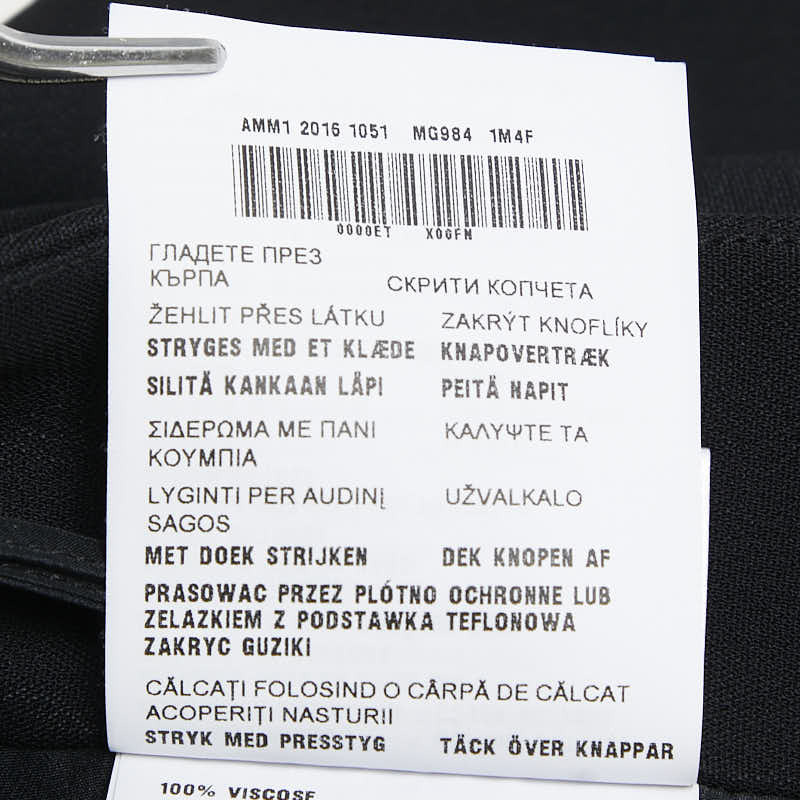 AMM1 2016 1051 MG984 1M4F
0000ET X0GFN
ГЛАДЕТЕ ПРЕЗ
КЪРПА СКРИТИ КОПЧЕТА
ŽEHLIT PŘES LÁTKU ZAKRÝT KNOFLÍKY
STRYGES MED ET KLÆDE KNAPOVERTRÆK
SILITÄ KANKAAN LÄPI PEITÄ NAPIT
ΣΙΔΕΡΩΜΑ ΜΕ ΠΑΝΙ ΚΑΛΥΨΤΕ ΤΑ
ΚΟΥΜΠΙΑ
LYGINTI PER AUDINĮ UŽVALKALO
SAGOS
MET DOEK STRIJKEN DEK KNOPEN AF
PRASOWAC PRZEZ PLÓTNO OCHRONNE LUB
ZELAZKIEM Z PODSTAWKA TEFLONOWA
ZAKRYC GUZIKI
CĂLCAȚI FOLOSIND O CÂRPĂ DE CĂLCAT
ACOPERIȚI NASTURII
STRYK MED PRESSTYG TÄCK ÖVER KNAPPAR
100% VISCOSE